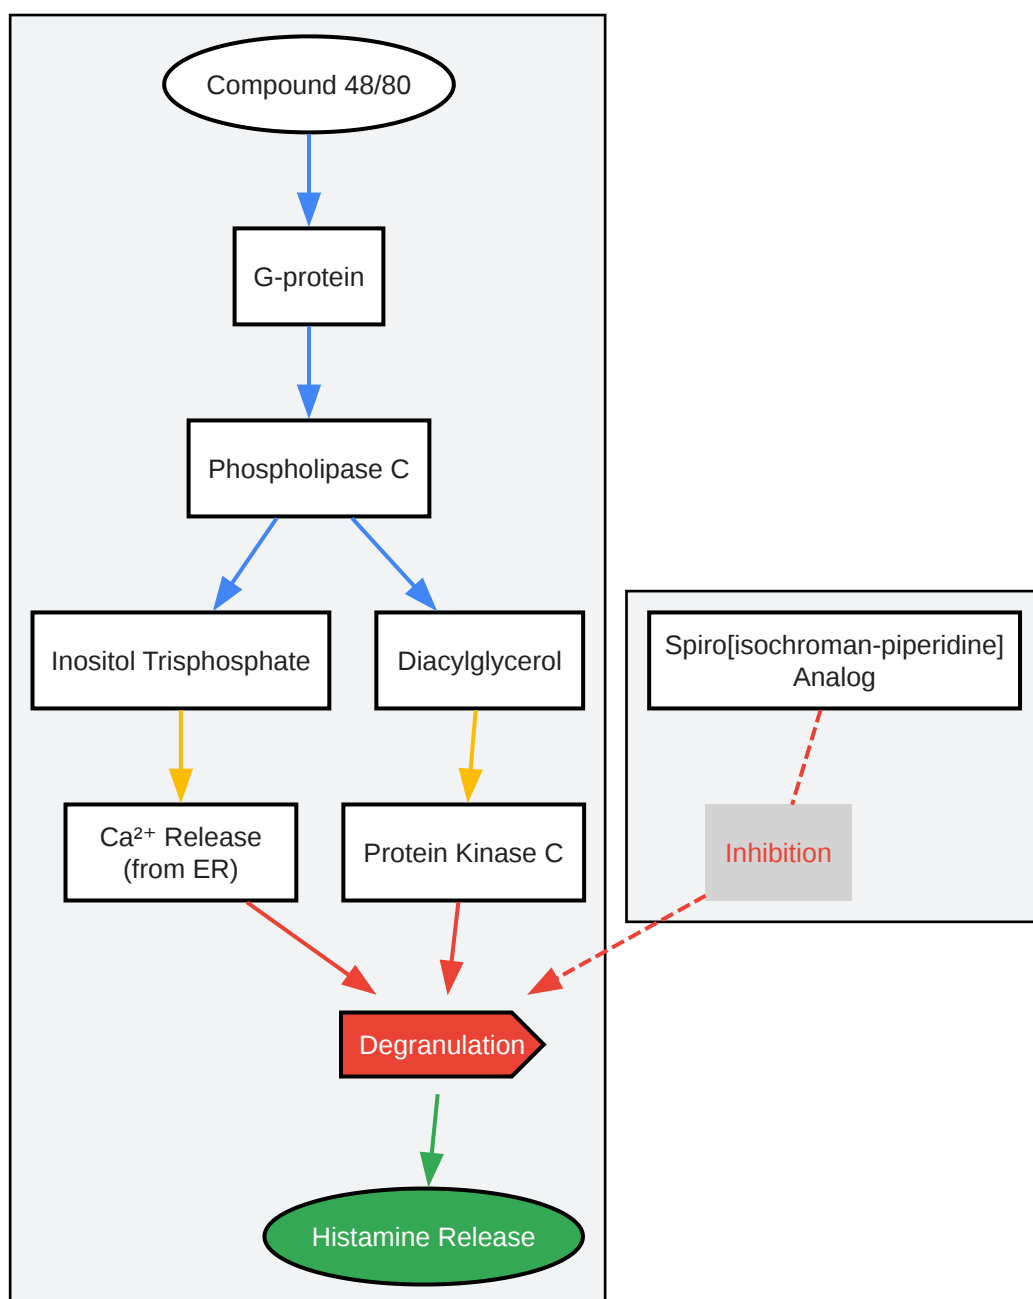 Compound 48/80
G-protein
Phospholipase C
Inositol Trisphosphate
Diacylglycerol
Spiro[isochroman-piperidine]
Analog
Ca²⁺ Release
(from ER)
Protein Kinase C
Inhibition
Degranulation
Histamine Release